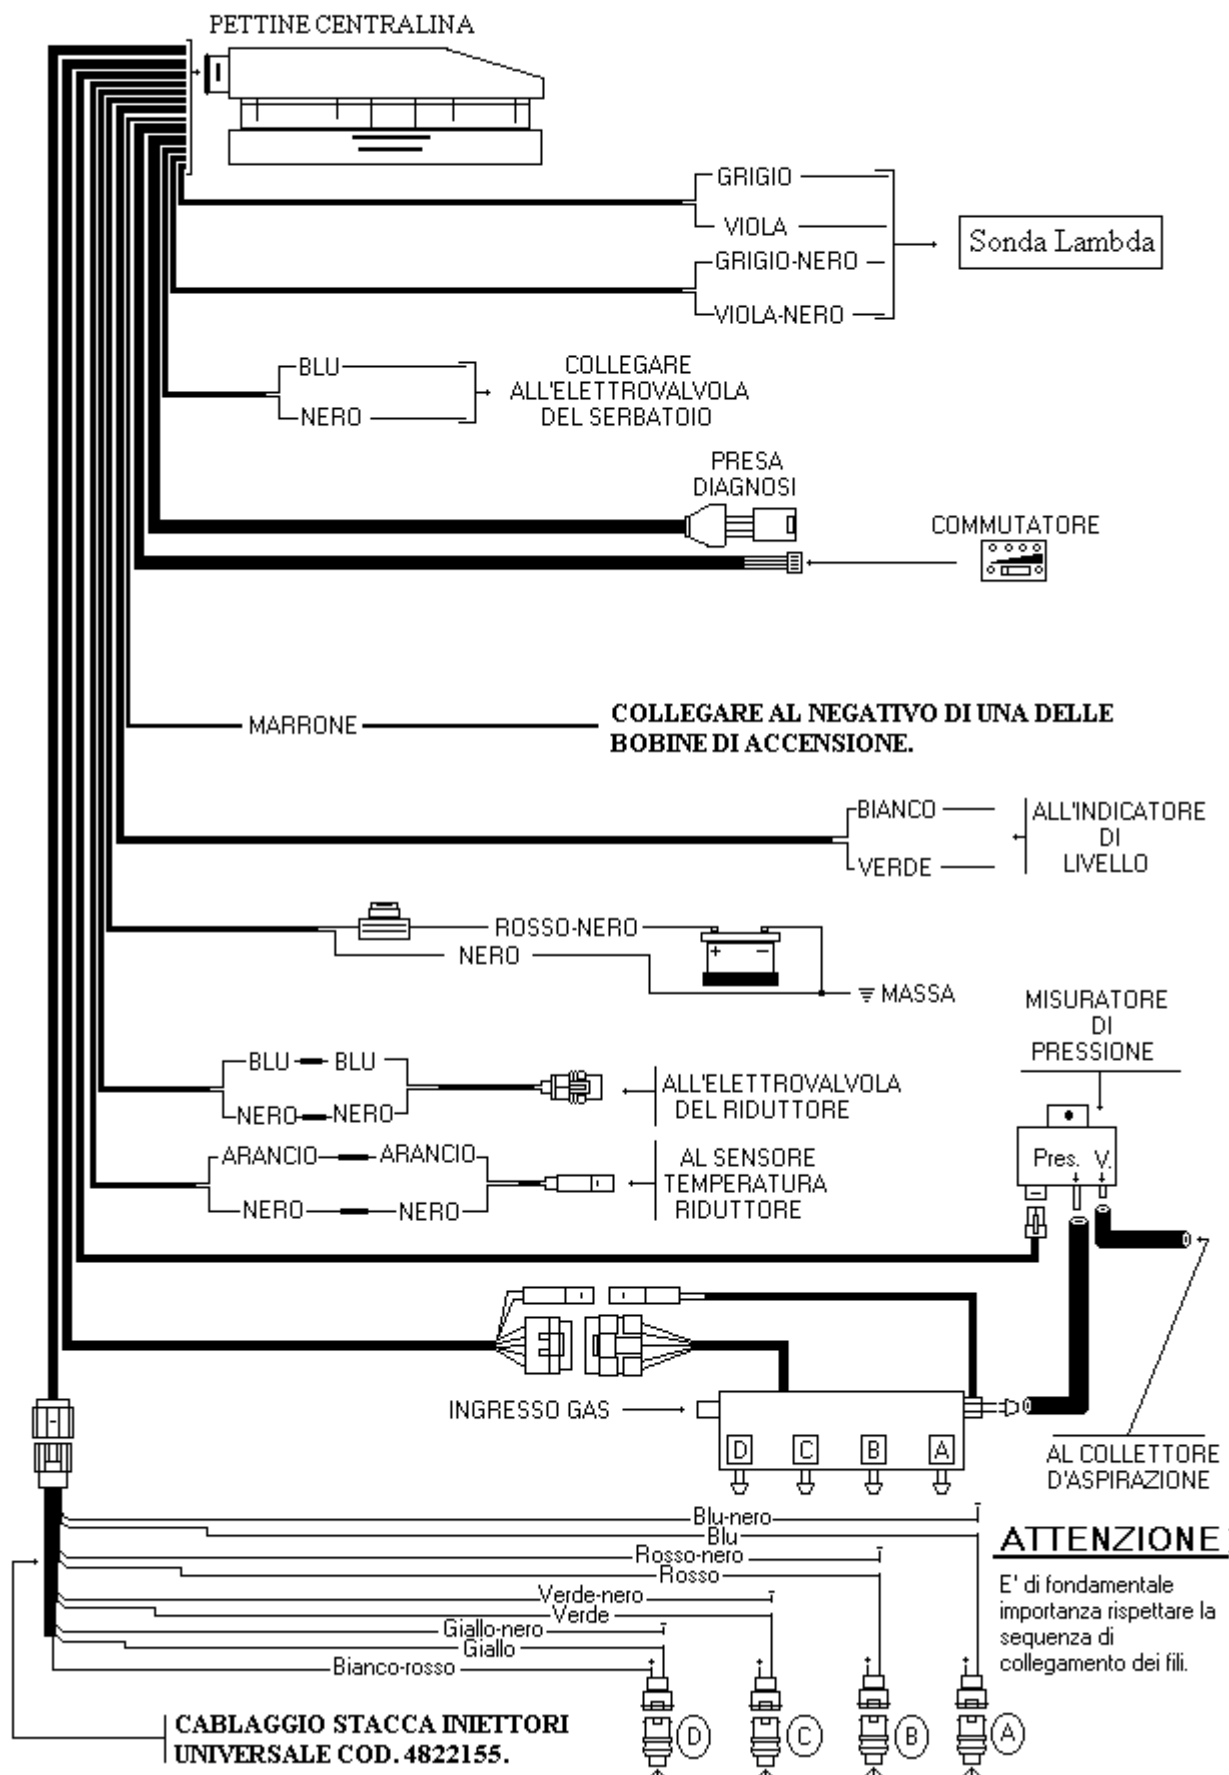 PETTINE CENTRALINA
GRIGIO
VIOLA
GRIGIO-NERO
VIOLA-NERO
Sonda Lambda
BLU
NERO
COLLEGARE
ALL'ELETTROVALVOLA
DEL SERBATOIO
PRESA
DIAGNOSI
COMMUTATORE
MARRONE
COLLEGARE AL NEGATIVO DI UNA DELLE
BOBINE DI ACCENSIONE.
BIANCO
VERDE
ALL'INDICATORE
DI
LIVELLO
ROSSO-NERO
NERO
+ −
MASSA
MISURATORE
DI
PRESSIONE
BLU BLU
NERO NERO
ALL'ELETTROVALVOLA
DEL RIDUTTORE
ARANCIO ARANCIO
NERO NERO
AL SENSORE
TEMPERATURA
RIDUTTORE
Pres. V.
INGRESSO GAS
D C B A
AL COLLETTORE
D'ASPIRAZIONE
Blu-nero
Blu
Rosso-nero
Rosso
Verde-nero
Verde
Giallo-nero
Giallo
Bianco-rosso
ATTENZIONE
E' di fondamentale
importanza rispettare la
sequenza di
collegamento dei fili.
CABLAGGIO STACCA INIETTORI
UNIVERSALE COD. 4822155.
D C B A